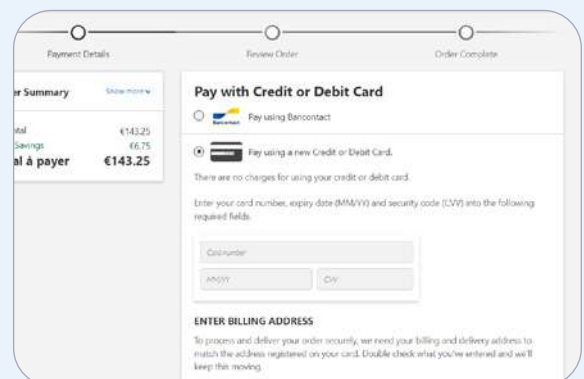 Payment Details
Review Order
Order Complete
er Summary
Show more
otal
€143.25
Savings
€6.75
al à payer
€143.25
Pay with Credit or Debit Card
Bancontact
Pay using Bancontact
Pay using a new Credit or Debit Card.
There are no charges for using your credit or debit card.
Enter your card number, expiry date (MM/YY) and security code (CVV) into the following
required fields.
Card number
MM/YY
CVV
ENTER BILLING ADDRESS
To process and deliver your order securely, we need your billing and delivery address to
match the address registered on your card. Double check what you've entered and we'll
keep this moving.